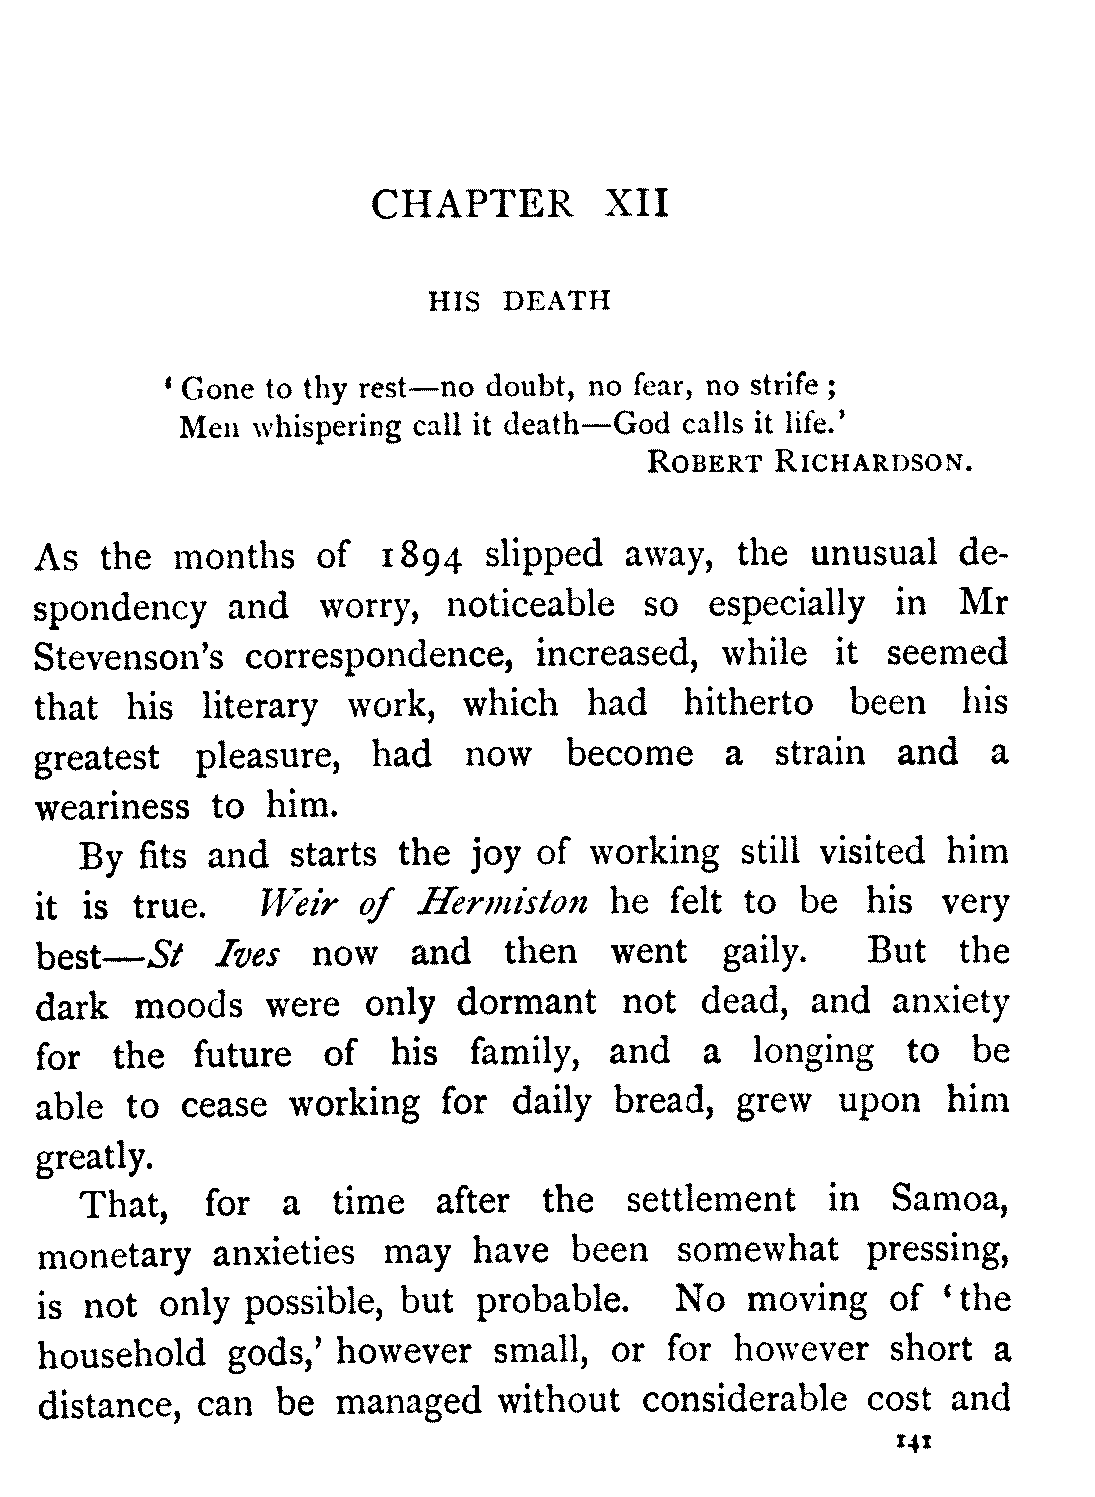 CHAPTER XII
HIS DEATH
‘Gone to thy rest—no doubt, no fear, no strife;
Men whispering call it death—God calls it life.’
ROBERT RICHARDSON.
As the months of 1894 slipped away, the unusual de-
spondency and worry, noticeable so especially in Mr
Stevenson’s correspondence, increased, while it seemed
that his literary work, which had hitherto been his
greatest pleasure, had now become a strain and a
weariness to him.
By fits and starts the joy of working still visited him
it is true. Weir of Hermiston he felt to be his very
best—St Ives now and then went gaily. But the
dark moods were only dormant not dead, and anxiety
for the future of his family, and a longing to be
able to cease working for daily bread, grew upon him
greatly.
That, for a time after the settlement in Samoa,
monetary anxieties may have been somewhat pressing,
is not only possible, but probable. No moving of ‘the
household gods,’ however small, or for however short a
distance, can be managed without considerable cost and
141